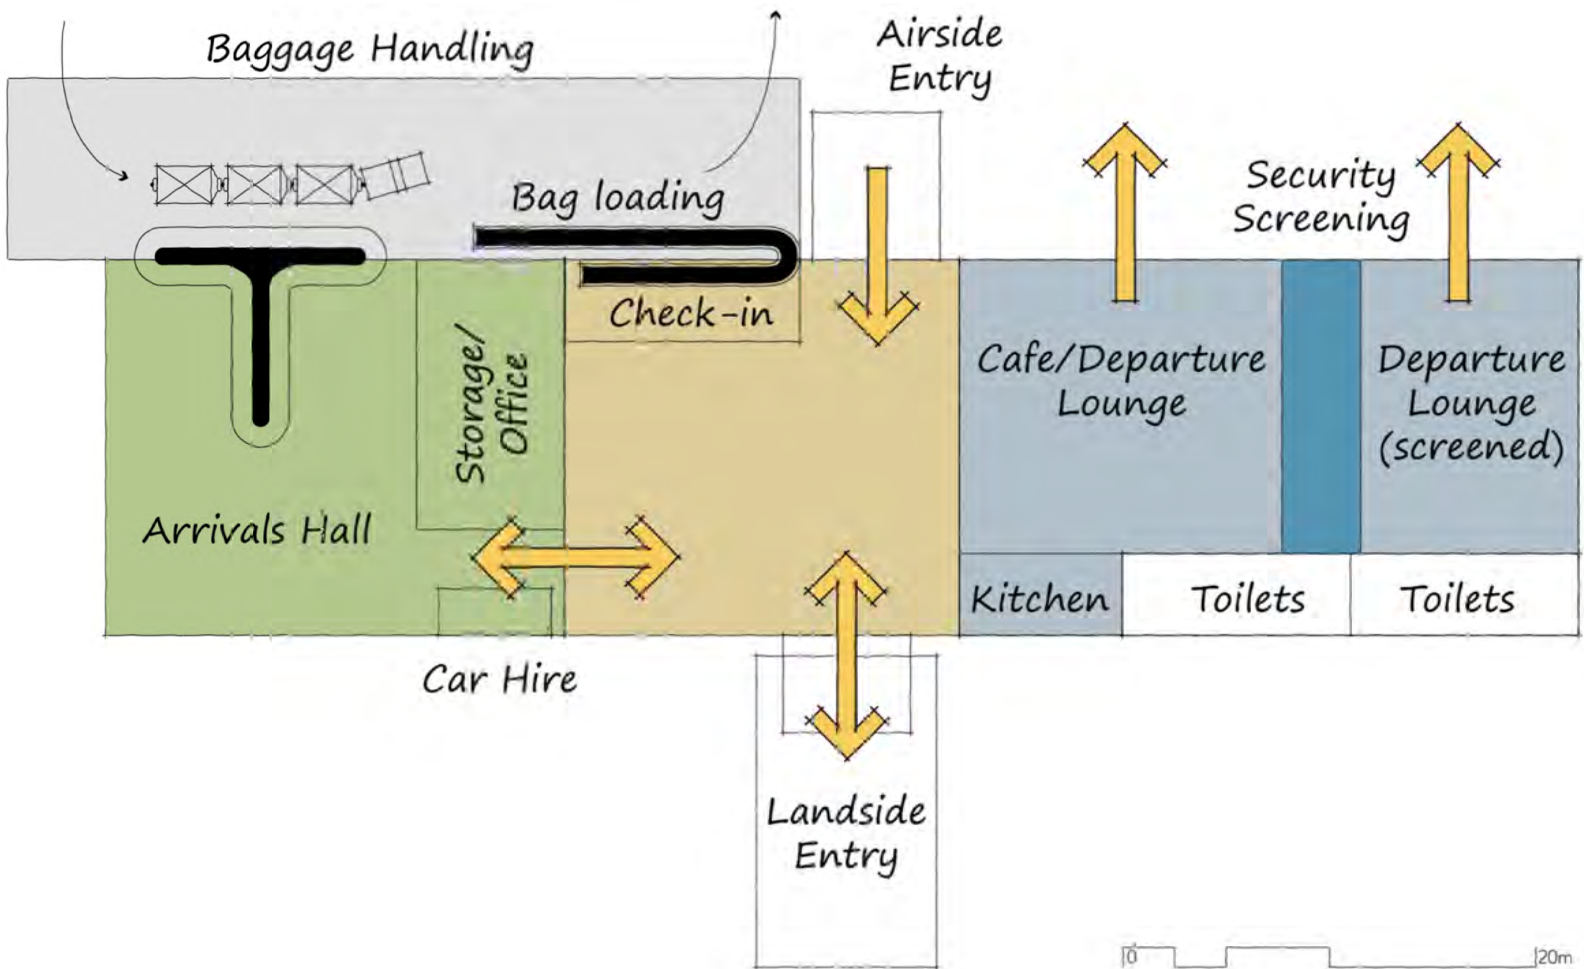 Baggage Handling
Airside
Entry
Bag loading
Security
Screening
Check-in
Storage/
Office
Cafe/Departure
Lounge
Departure
Lounge
(screened)
Arrivals Hall
Kitchen
Toilets
Toilets
Car Hire
Landside
Entry
0
20m